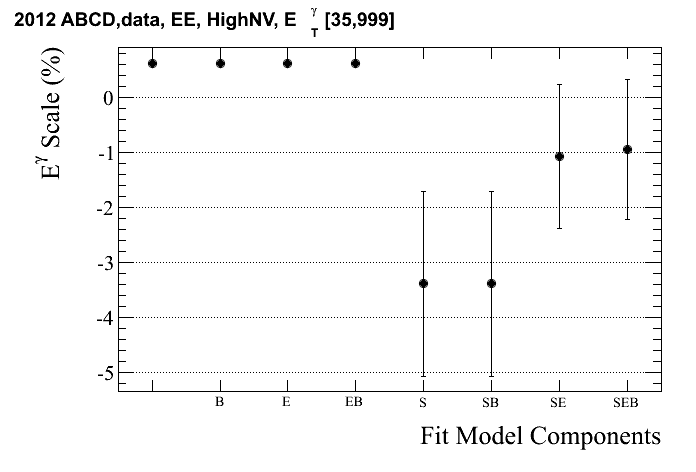 2012 ABCD,data, EE, HighNV, E γ T [35,999]
E γ Scale (%)
0
-1
-2
-3
-4
-5
B E EB S SB SE SEB
Fit Model Components